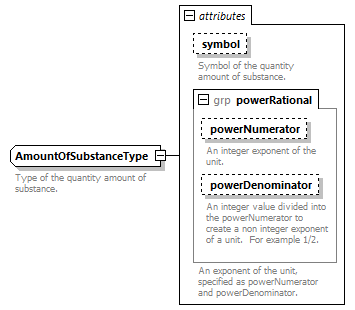 attributes
symbol
Symbol of the quantity
amount of substance.
grp powerRational
powerNumerator
An integer exponent of the
unit.
powerDenominator
An integer value divided into
the powerNumerator to
create a non integer exponent
of a unit.  For example 1/2.
An exponent of the unit,
specified as powerNumerator
and powerDenominator.
AmountOfSubstanceType
Type of the quantity amount of
substance.